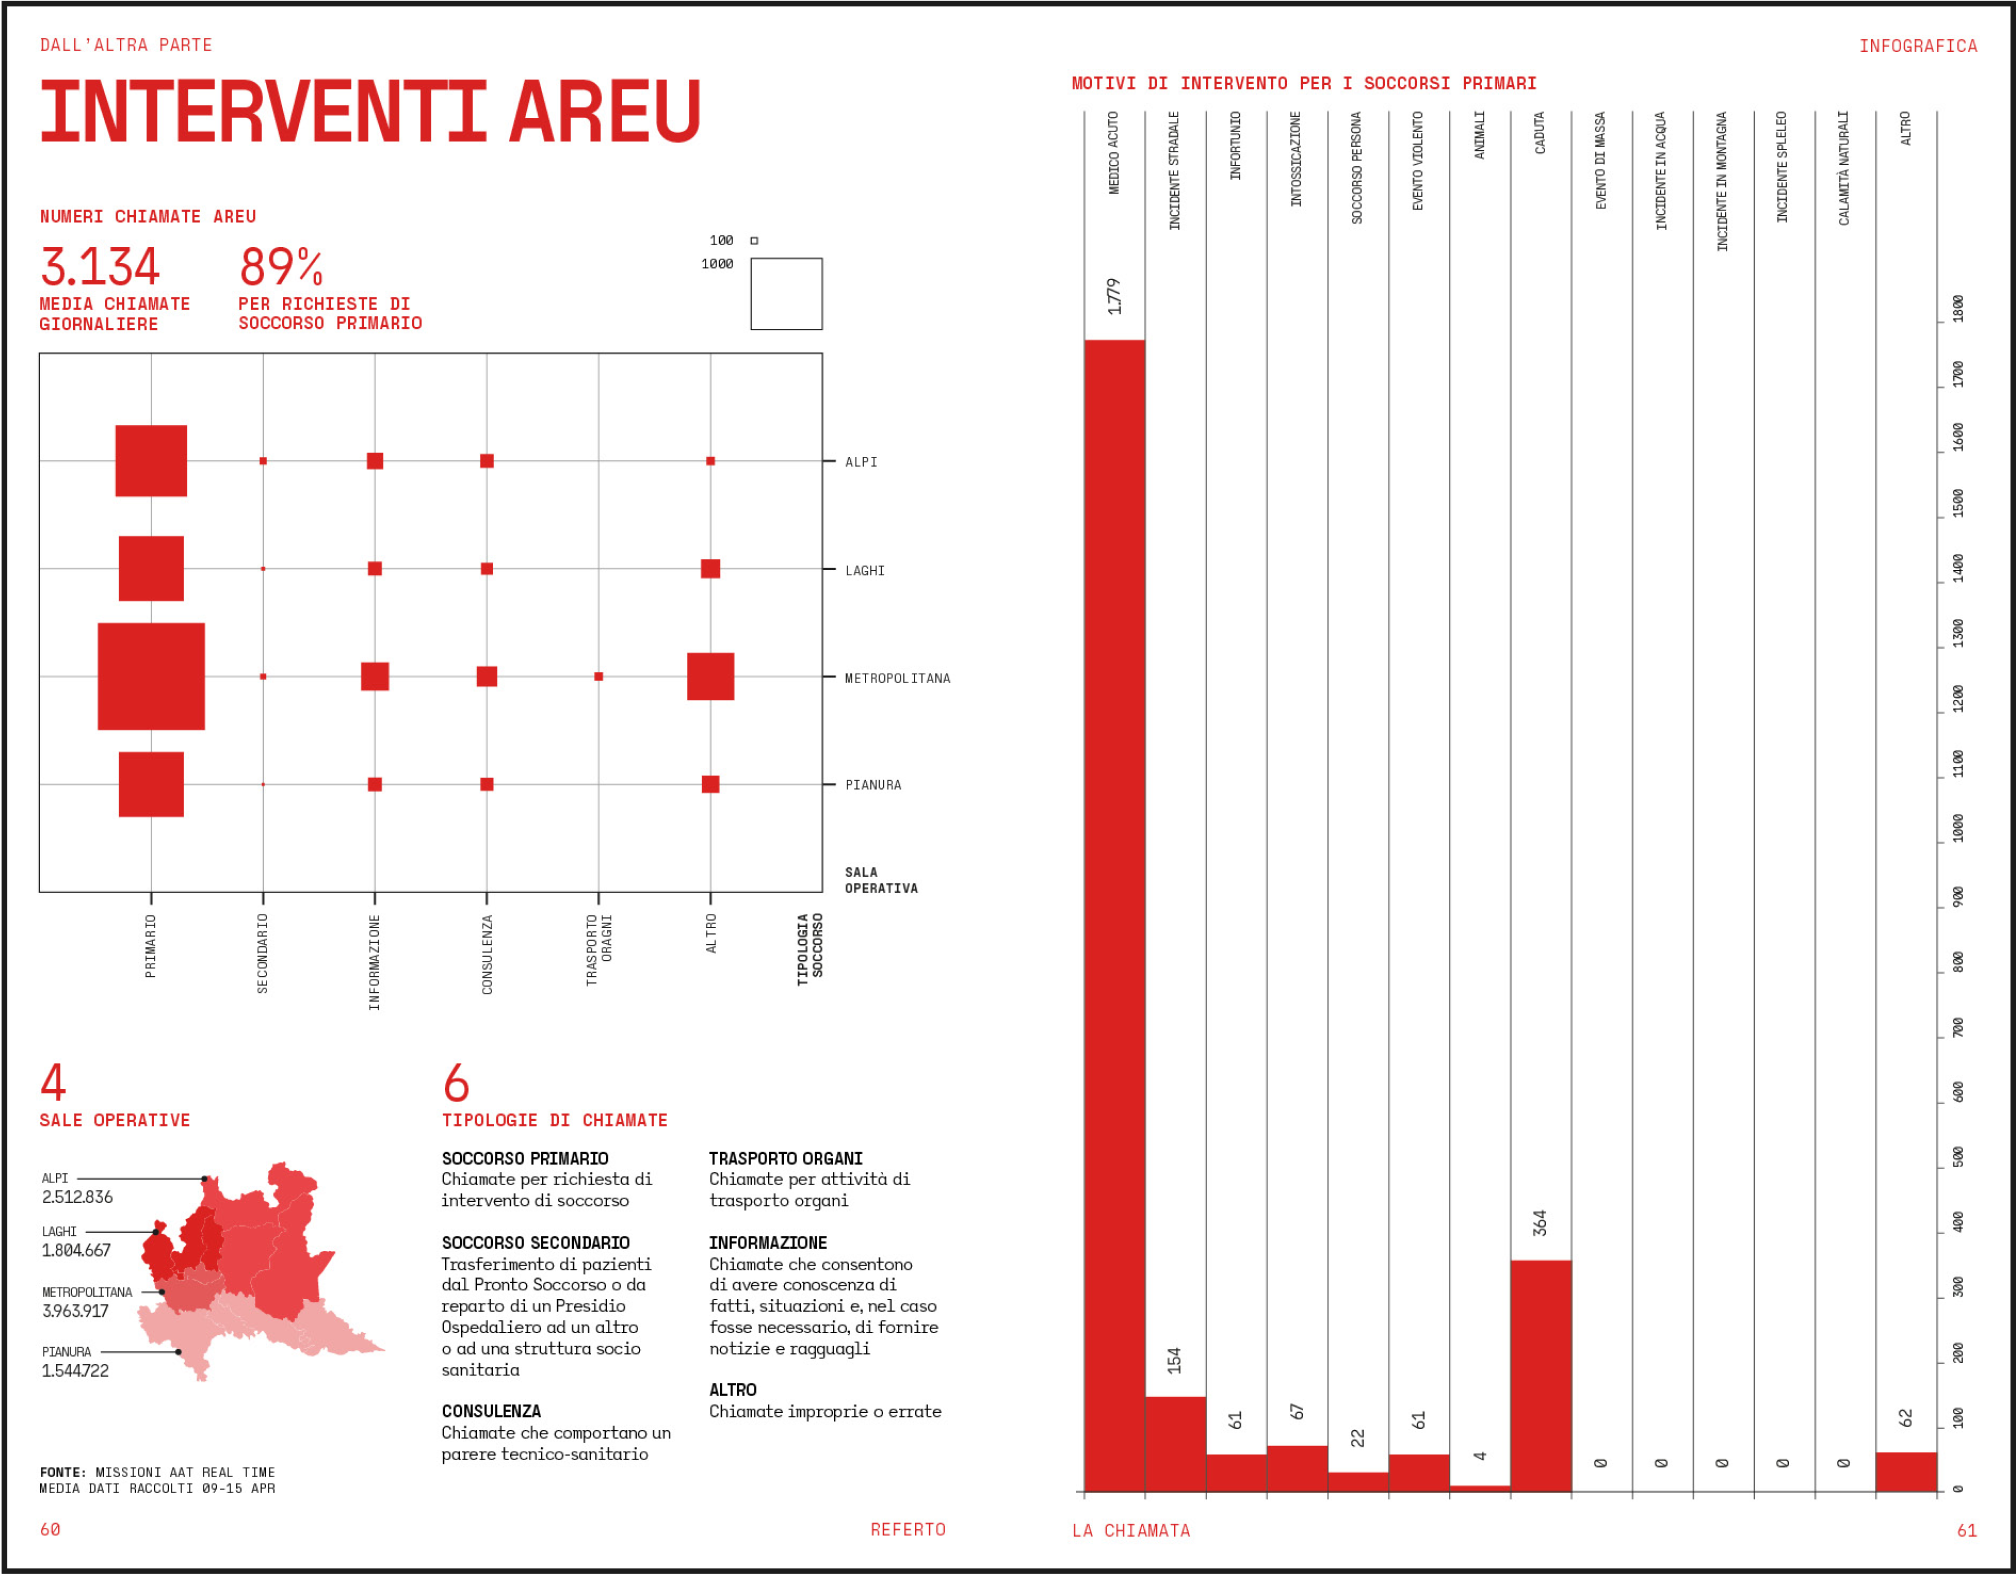 DALL'ALTRA PARTE
INTERVENTI AREU
NUMERI CHIAMATE AREU
3.134
MEDIA CHIAMATE
GIORNALIERE
89%
PER RICHIESTE DI
SOCCORSO PRIMARIO
100
1000
ALPI
LAGHI
METROPOLITANA
PIANURA
SALA
OPERATIVA
PRIMARIO
SECONDARIO
INFORMAZIONE
CONSULENZA
TRASPORTO
ORAGNI
ALTRO
TIPOLOGIA
SOCCORSO
4
SALE OPERATIVE
ALPI
2.512.836
LAGHI
1.804.667
METROPOLITANA
3.963.917
PIANURA
1.544.722
6
TIPOLOGIE DI CHIAMATE
SOCCORSO PRIMARIO
Chiamate per richiesta di
intervento di soccorso
SOCCORSO SECONDARIO
Trasferimento di pazienti
dal Pronto Soccorso o da
reparto di un Presidio
Ospedaliero ad un altro
o ad una struttura socio
sanitaria
CONSULENZA
Chiamate che comportano un
parere tecnico-sanitario
TRASPORTO ORGANI
Chiamate per attività di
trasporto organi
INFORMAZIONE
Chiamate che consentono
di avere conoscenza di
fatti, situazioni e, nel caso
fosse necessario, di fornire
notizie e ragguagli
ALTRO
Chiamate improprie o errate
FONTE: MISSIONI AAT REAL TIME
MEDIA DATI RACCOLTI 09-15 APR
60
REFERTO
INFOGRAFICA
MOTIVI DI INTERVENTO PER I SOCCORSI PRIMARI
MEDICO ACUTO
INCIDENTE STRADALE
INFORTUNIO
INTOSSICAZIONE
SOCCORSO PERSONA
EVENTO VIOLENTO
ANIMALI
CADUTA
EVENTO DI MASSA
INCIDENTE IN ACQUA
INCIDENTE IN MONTAGNA
INCIDENTE SPLELEO
CALAMITÀ NATURALI
ALTRO
1.779
154
61
67
22
61
4
364
0
0
0
0
0
62
1800
1700
1600
1500
1400
1300
1200
1100
1000
900
800
700
600
500
400
300
200
100
0
LA CHIAMATA
61